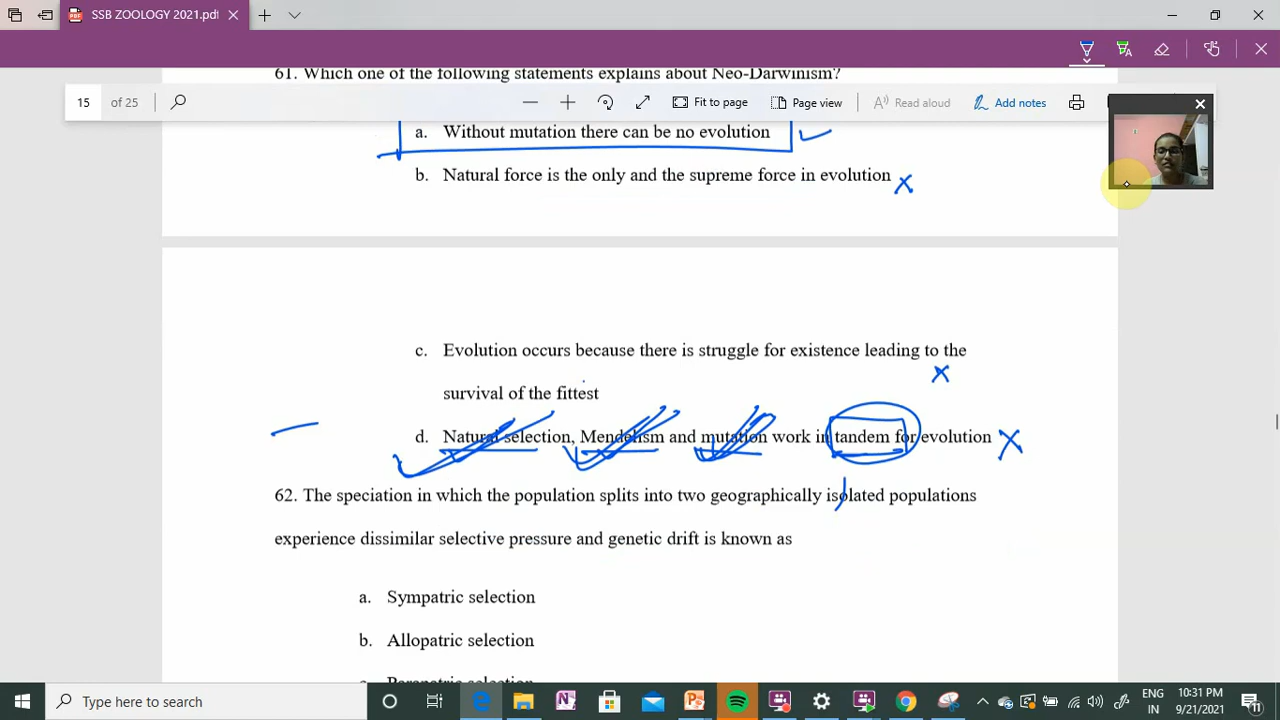 SSB ZOOLOGY 2021.pdf
61. Which one of the following statements explains about Neo-Darwinism?
15 of 25
Fit to page
Page view
Read aloud
Add notes
a. Without mutation there can be no evolution
b. Natural force is the only and the supreme force in evolution
c. Evolution occurs because there is struggle for existence leading to the
survival of the fittest
d. Natural selection, Mendelism and mutation work in tandem for evolution
62. The speciation in which the population splits into two geographically isolated populations
experience dissimilar selective pressure and genetic drift is known as
a. Sympatric selection
b. Allopatric selection
Type here to search
ENG
IN
10:31 PM
9/21/2021
11